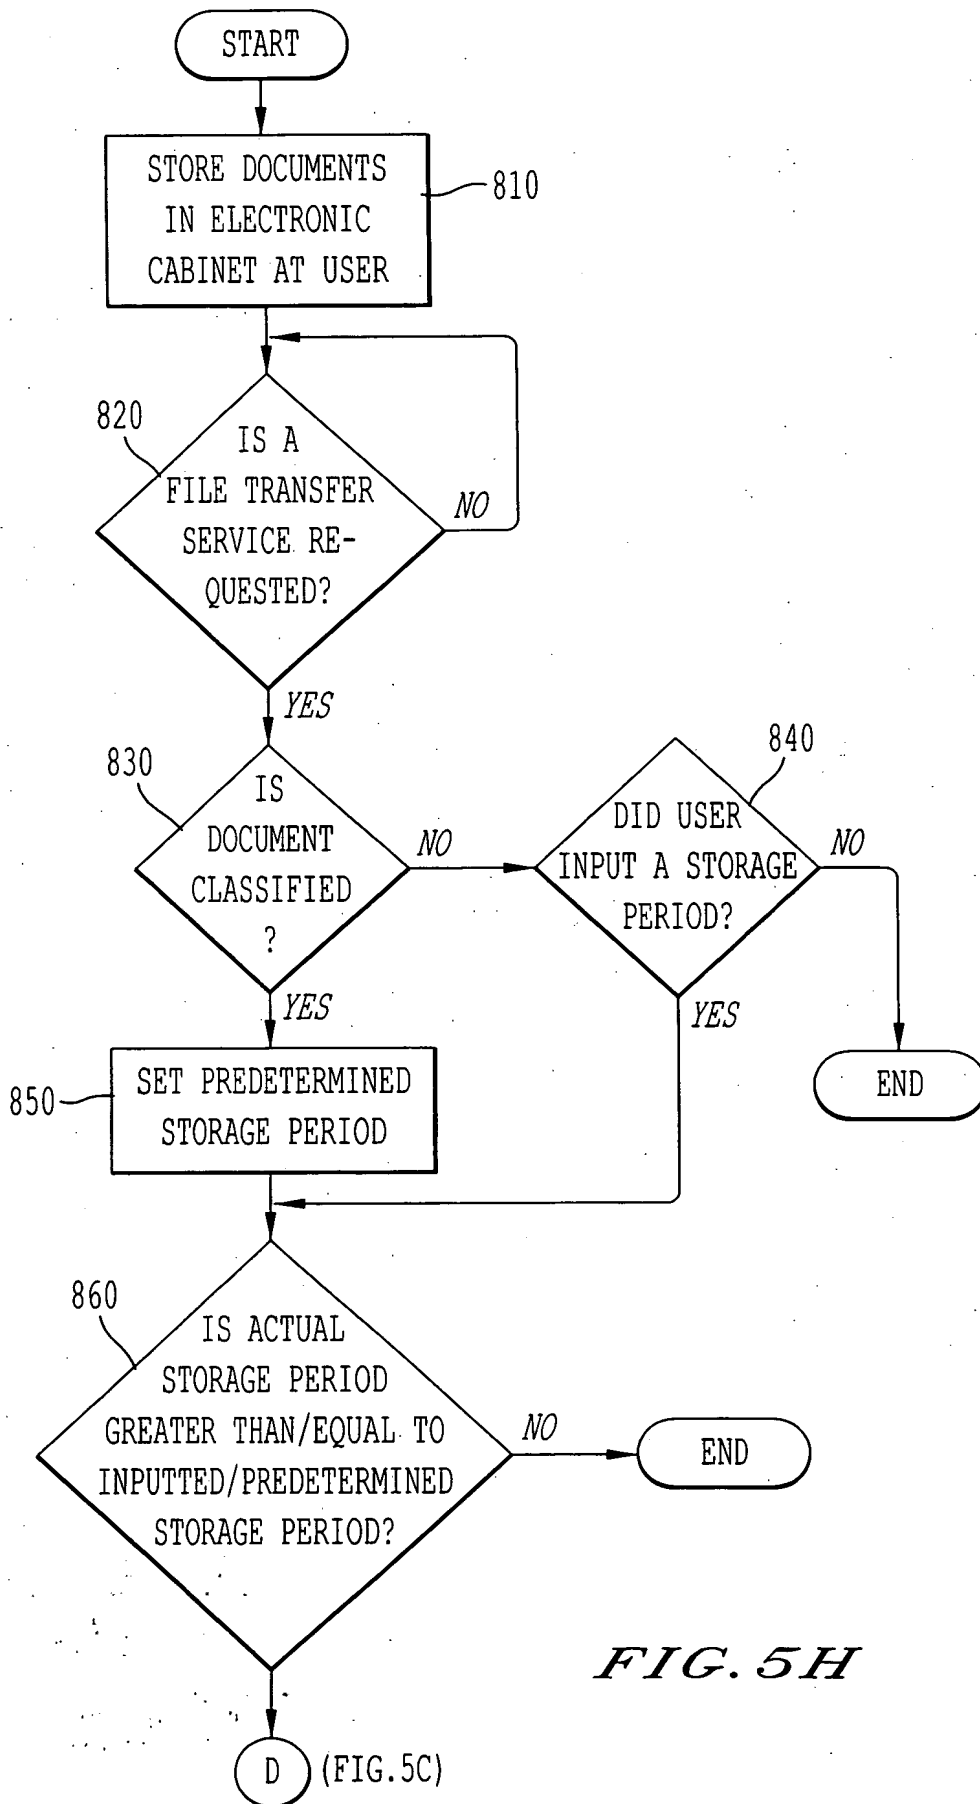 START
STORE DOCUMENTS
IN ELECTRONIC
CABINET AT USER
810
820
IS A
FILE TRANSFER
SERVICE RE-
QUESTED?
NO
YES
830
IS
DOCUMENT
CLASSIFIED
?
NO
840
DID USER
INPUT A STORAGE
PERIOD?
NO
YES
YES
END
850
SET PREDETERMINED
STORAGE PERIOD
860
IS ACTUAL
STORAGE PERIOD
GREATER THAN/EQUAL TO
INPUTTED/PREDETERMINED
STORAGE PERIOD?
NO
END
D (FIG.5C)
FIG. 5H